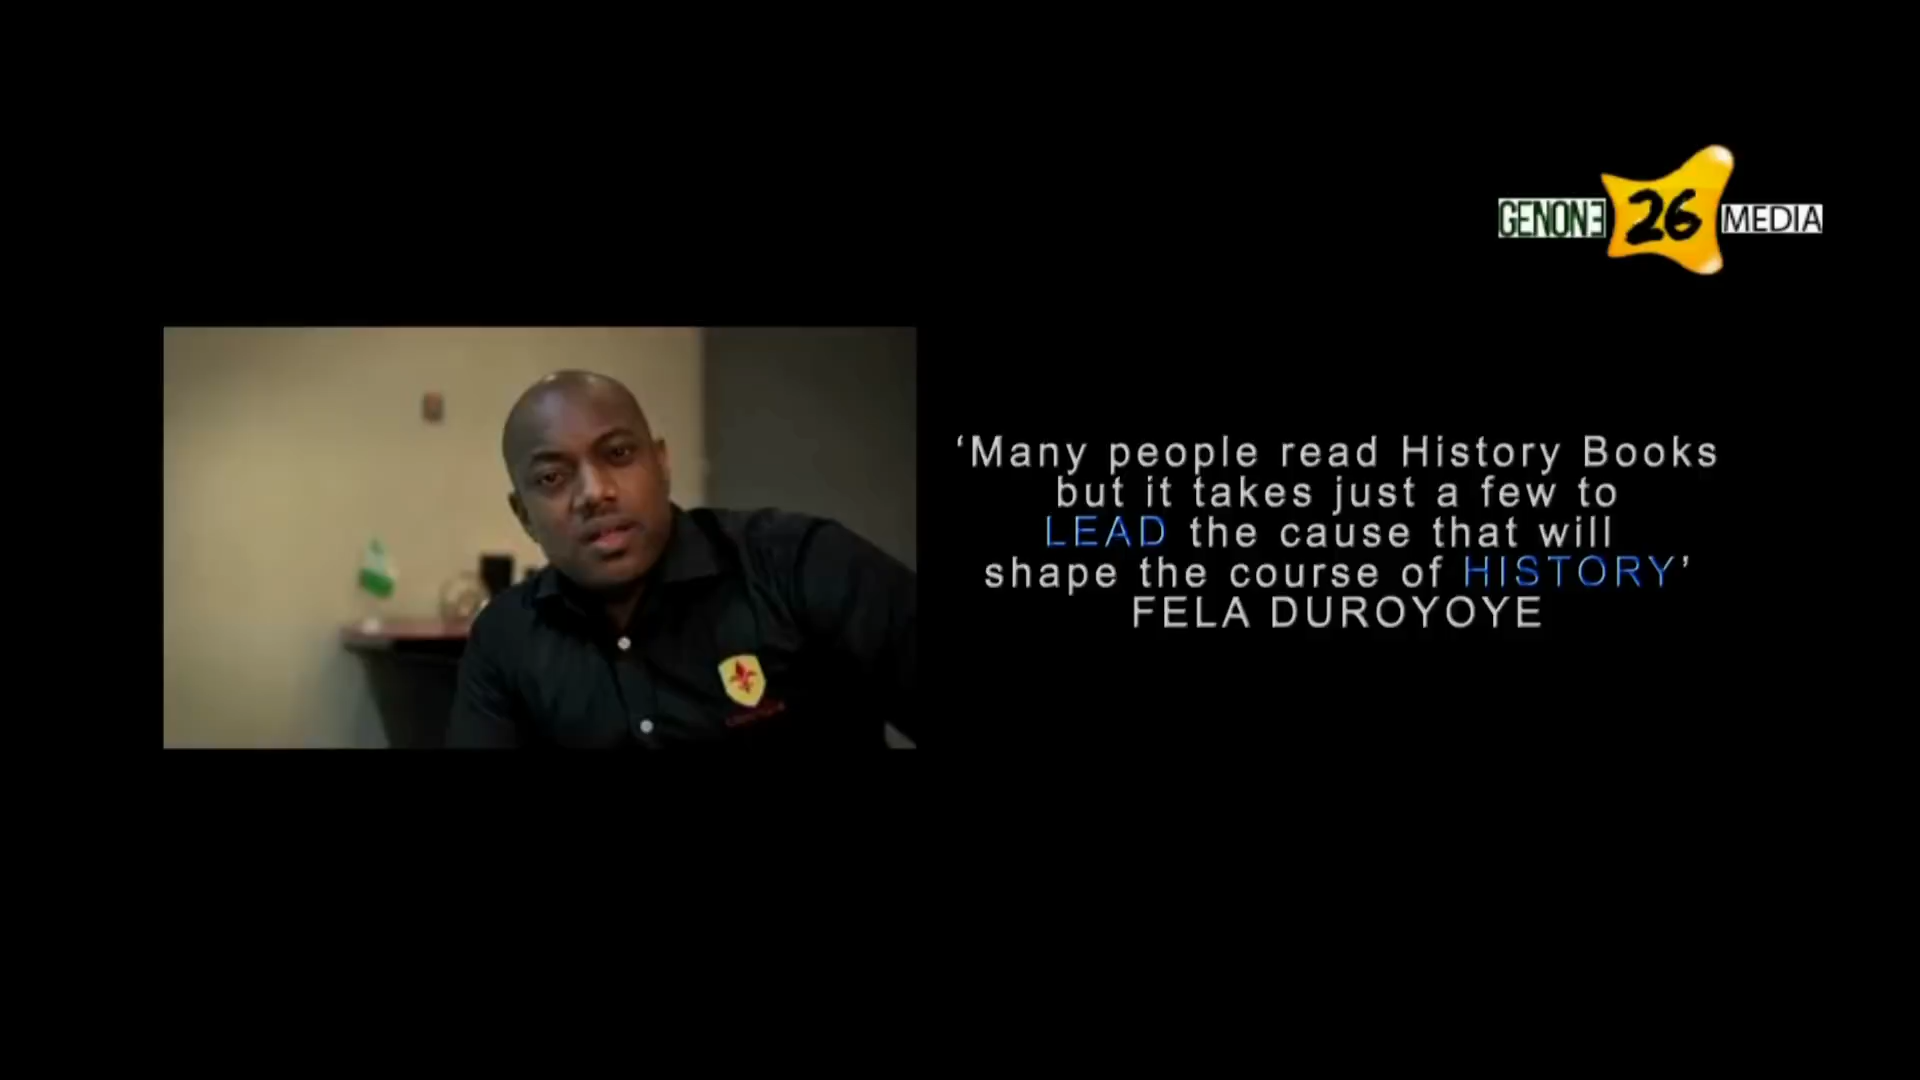 GENONE 26 MEDIA
‘Many people read History Books
but it takes just a few to
LEAD the cause that will
shape the course of HISTORY’
FELA DUROYOYE